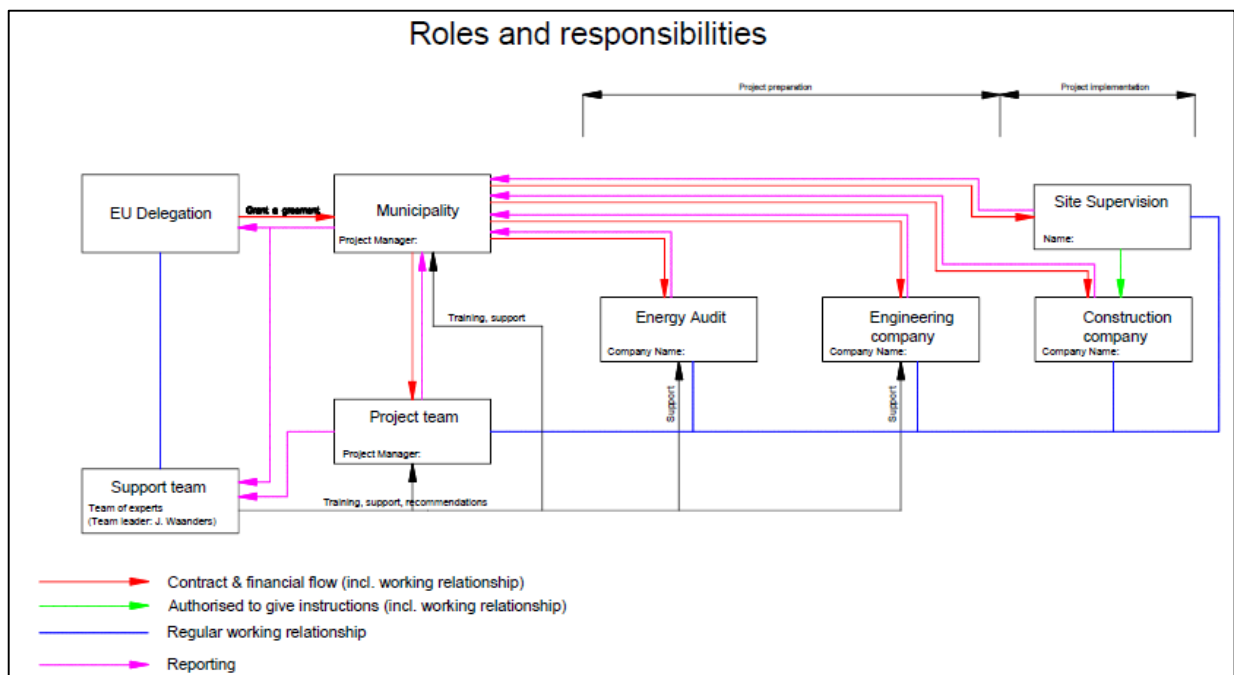 Roles and responsibilities
Project preparation
Project implementation
EU Delegation
Grant a greement
Municipality
Project Manager:
Site Supervision
Name:
Training, support
Energy Audit
Company Name:
Engineering
company
Company Name:
Construction
company
Company Name:
Support
Support
Project team
Project Manager:
Support team
Team of experts
(Team leader: J. Waanders)
Training, support, recommendations
Contract & financial flow (incl. working relationship)
Authorised to give instructions (incl. working relationship)
Regular working relationship
Reporting